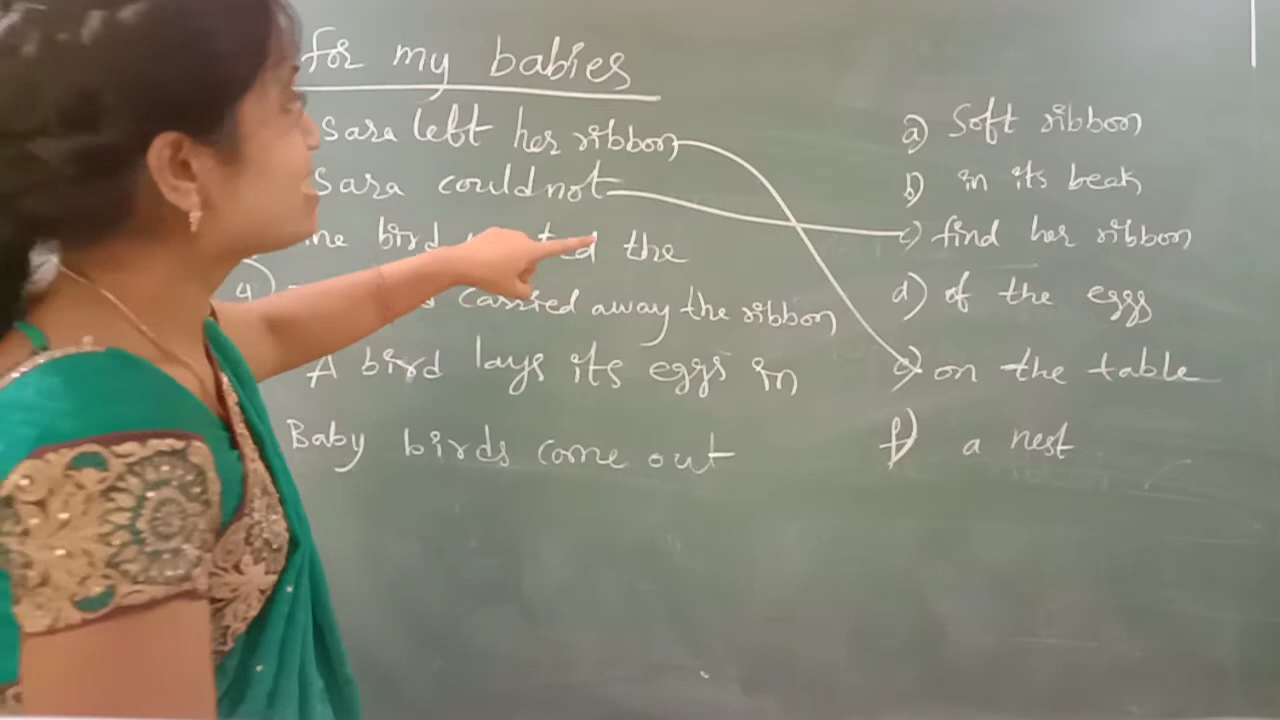 for my babies
Sara left her ribbon
a) Soft ribbon
Sara could not
b) in its beak
c) find her ribbon
bird the
4) carried away the ribbon
d) of the eggs
A bird lays its eggs in
e) on the table
Baby birds come out
f) a nest